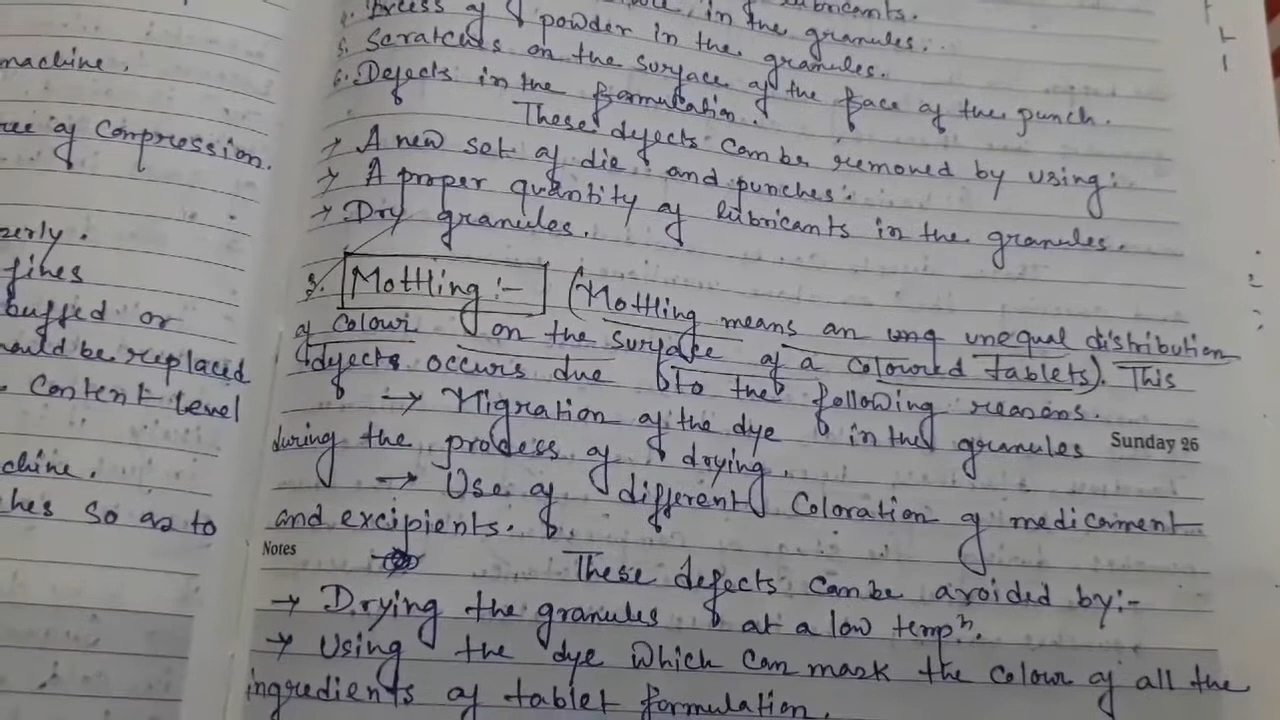 machine.
of Compression.
fines
buffed or
ould be replaced
Content level
chine.
hes so as to
4. Excess of powder in the granules.
5. Scratches on the surface of the face of the punch.
6. Defects in the formulation.
These defects can be removed by using:
→ A new set of die and punches.
→ A proper quantity of lubricants in the granules.
→ Dry granules.
Mottling :- (Mottling means an unequal distribution
of colour on the surface of a coloured tablets). This
defects occurs due to the following reasons.
→ Migration of the dye in the granules
Sunday 26
during the process of drying.
→ Use of different Coloration of medicament
and excipients.
Notes
These defects can be avoided by:-
→ Drying the granules at a low tempʰ.
→ Using the dye which can mask the colour of all the
ingredients of tablet formulation.